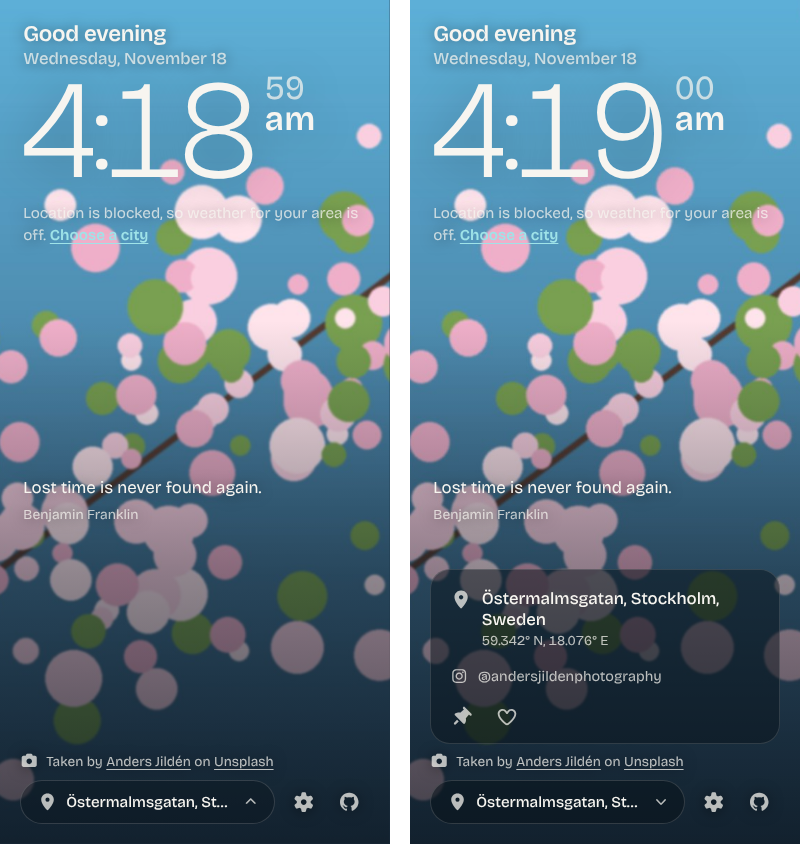 Good evening
Wednesday, November 18
4:18 59 am
Location is blocked, so weather for your area is
off. Choose a city
Lost time is never found again.
Benjamin Franklin
Taken by Anders Jildén on Unsplash
Östermalmsgatan, St...
Good evening
Wednesday, November 18
4:19 00 am
Location is blocked, so weather for your area is
off. Choose a city
Lost time is never found again.
Benjamin Franklin
Östermalmsgatan, Stockholm,
Sweden
59.342° N, 18.076° E
@andersjildenphotography
Taken by Anders Jildén on Unsplash
Östermalmsgatan, St...